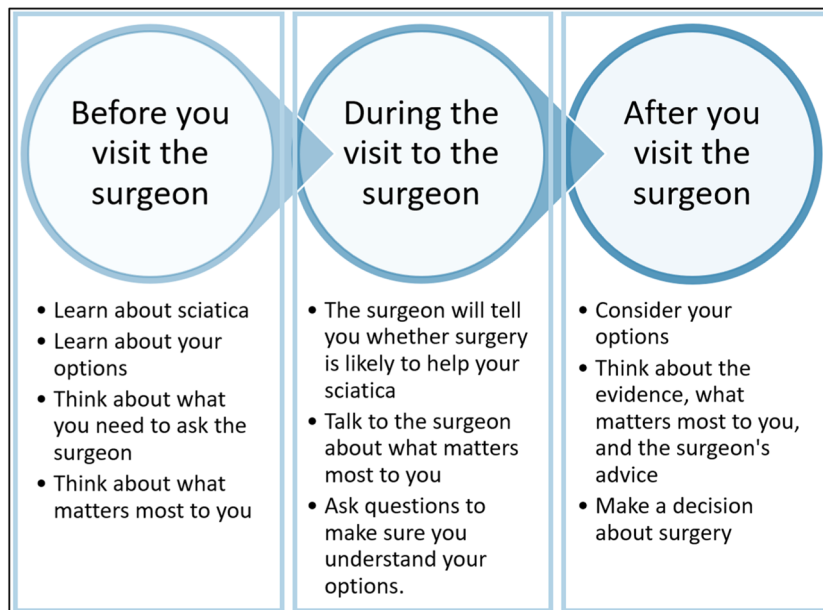 Before you
visit the
surgeon
• Learn about sciatica
• Learn about your
options
• Think about what
you need to ask the
surgeon
• Think about what
matters most to you
During the
visit to the
surgeon
• The surgeon will tell
you whether surgery
is likely to help your
sciatica
• Talk to the surgeon
about what matters
most to you
• Ask questions to
make sure you
understand your
options.
After you
visit the
surgeon
• Consider your
options
• Think about the
evidence, what
matters most to you,
and the surgeon's
advice
• Make a decision
about surgery